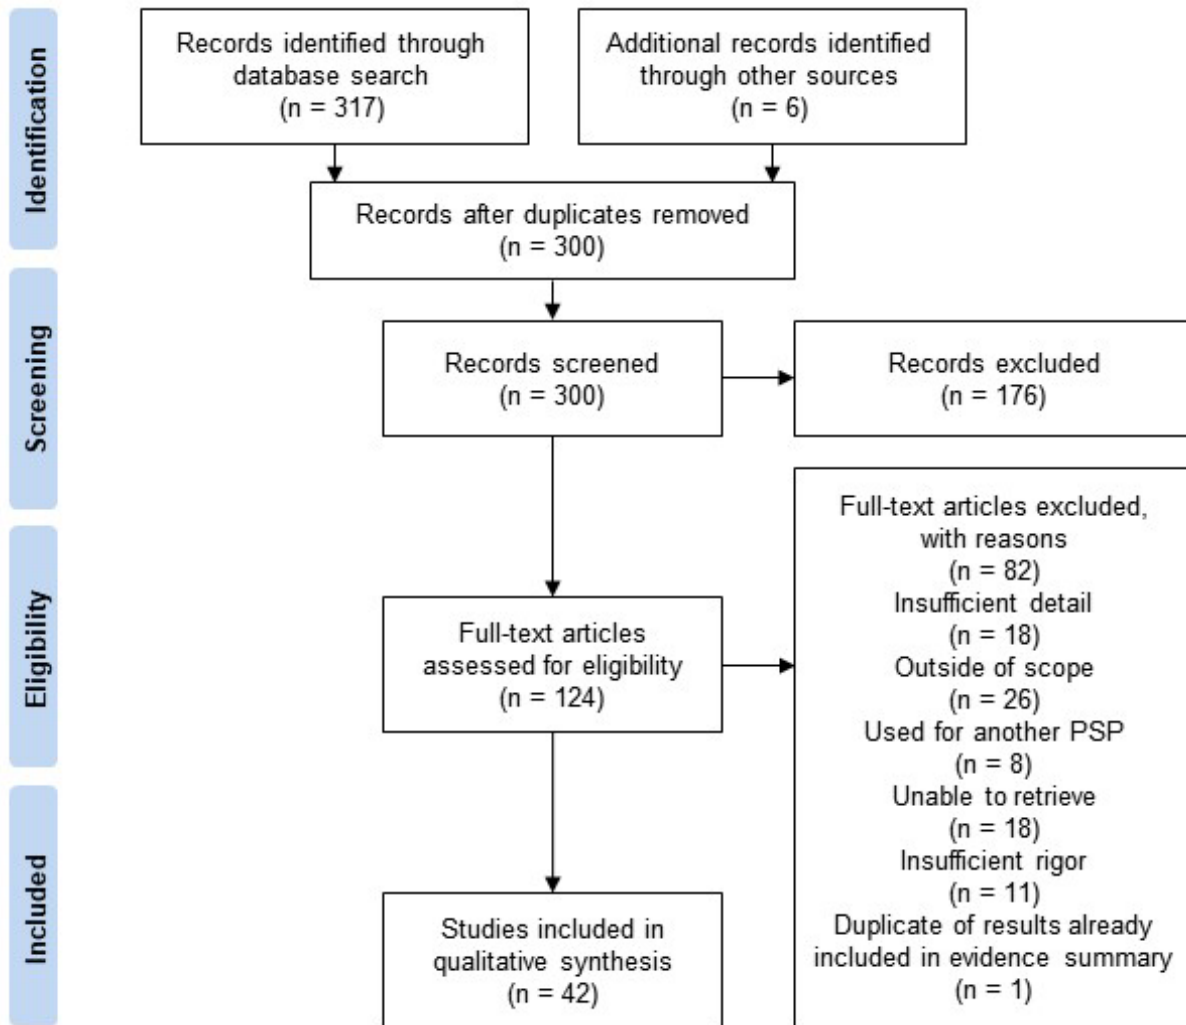 Identification
Records identified through
database search
(n = 317)
Additional records identified
through other sources
(n = 6)
Records after duplicates removed
(n = 300)
Screening
Records screened
(n = 300)
Records excluded
(n = 176)
Eligibility
Full-text articles
assessed for eligibility
(n = 124)
Full-text articles excluded,
with reasons
(n = 82)
Insufficient detail
(n = 18)
Outside of scope
(n = 26)
Used for another PSP
(n = 8)
Unable to retrieve
(n = 18)
Insufficient rigor
(n = 11)
Duplicate of results already
included in evidence summary
(n = 1)
Included
Studies included in
qualitative synthesis
(n = 42)